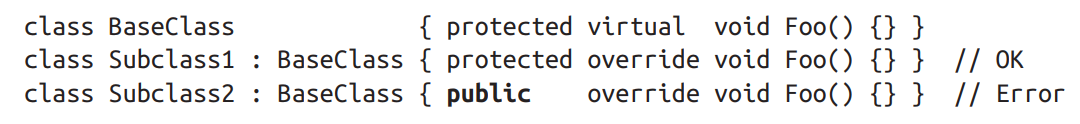 class BaseClass             { protected virtual  void Foo() {} }
class Subclass1 : BaseClass { protected override void Foo() {} }  // OK
class Subclass2 : BaseClass { public    override void Foo() {} }  // Error